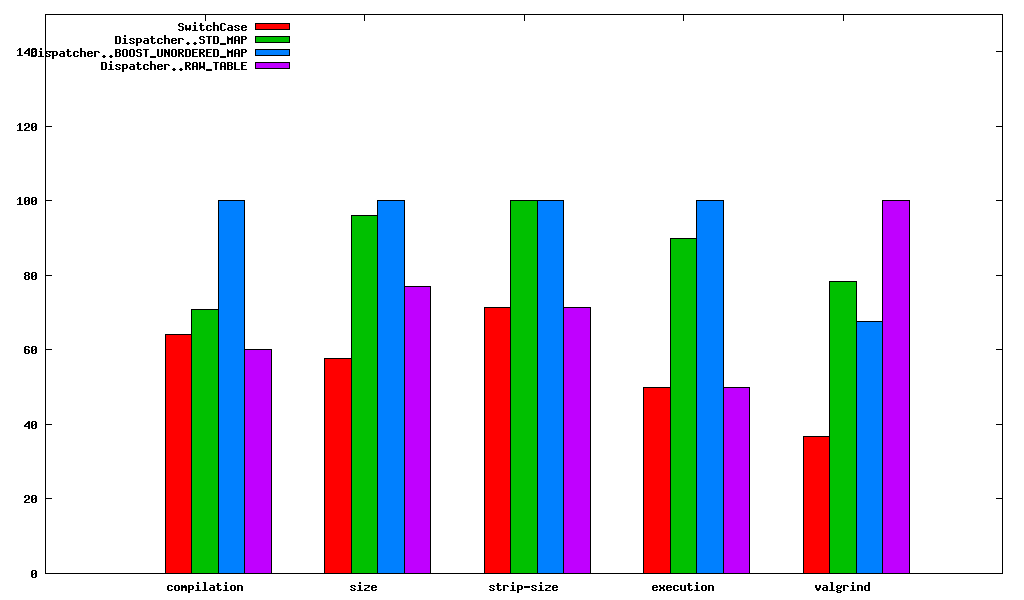 SwitchCase
Dispatcher..STD_MAP
Dispatcher..BOOST_UNORDERED_MAP
Dispatcher..RAW_TABLE
140
120
100
80
60
40
20
0
compilation size strip-size execution valgrind